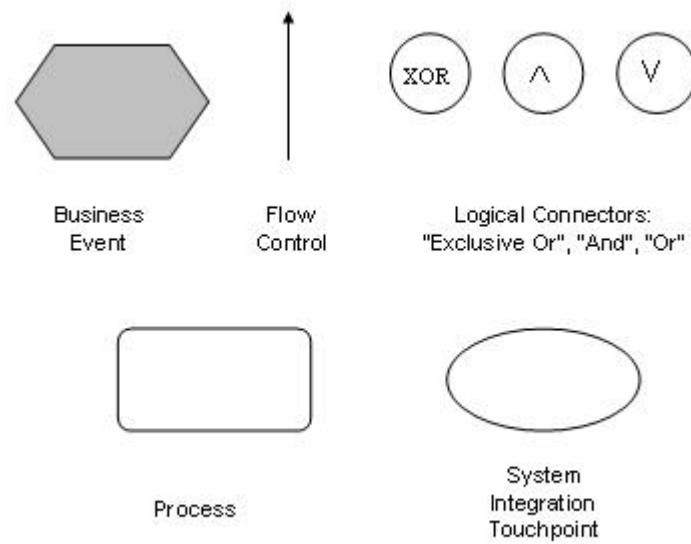 XOR ∧ V
Business
Event
Flow
Control
Logical Connectors:
"Exclusive Or", "And", "Or"
Process
System
Integration
Touchpoint